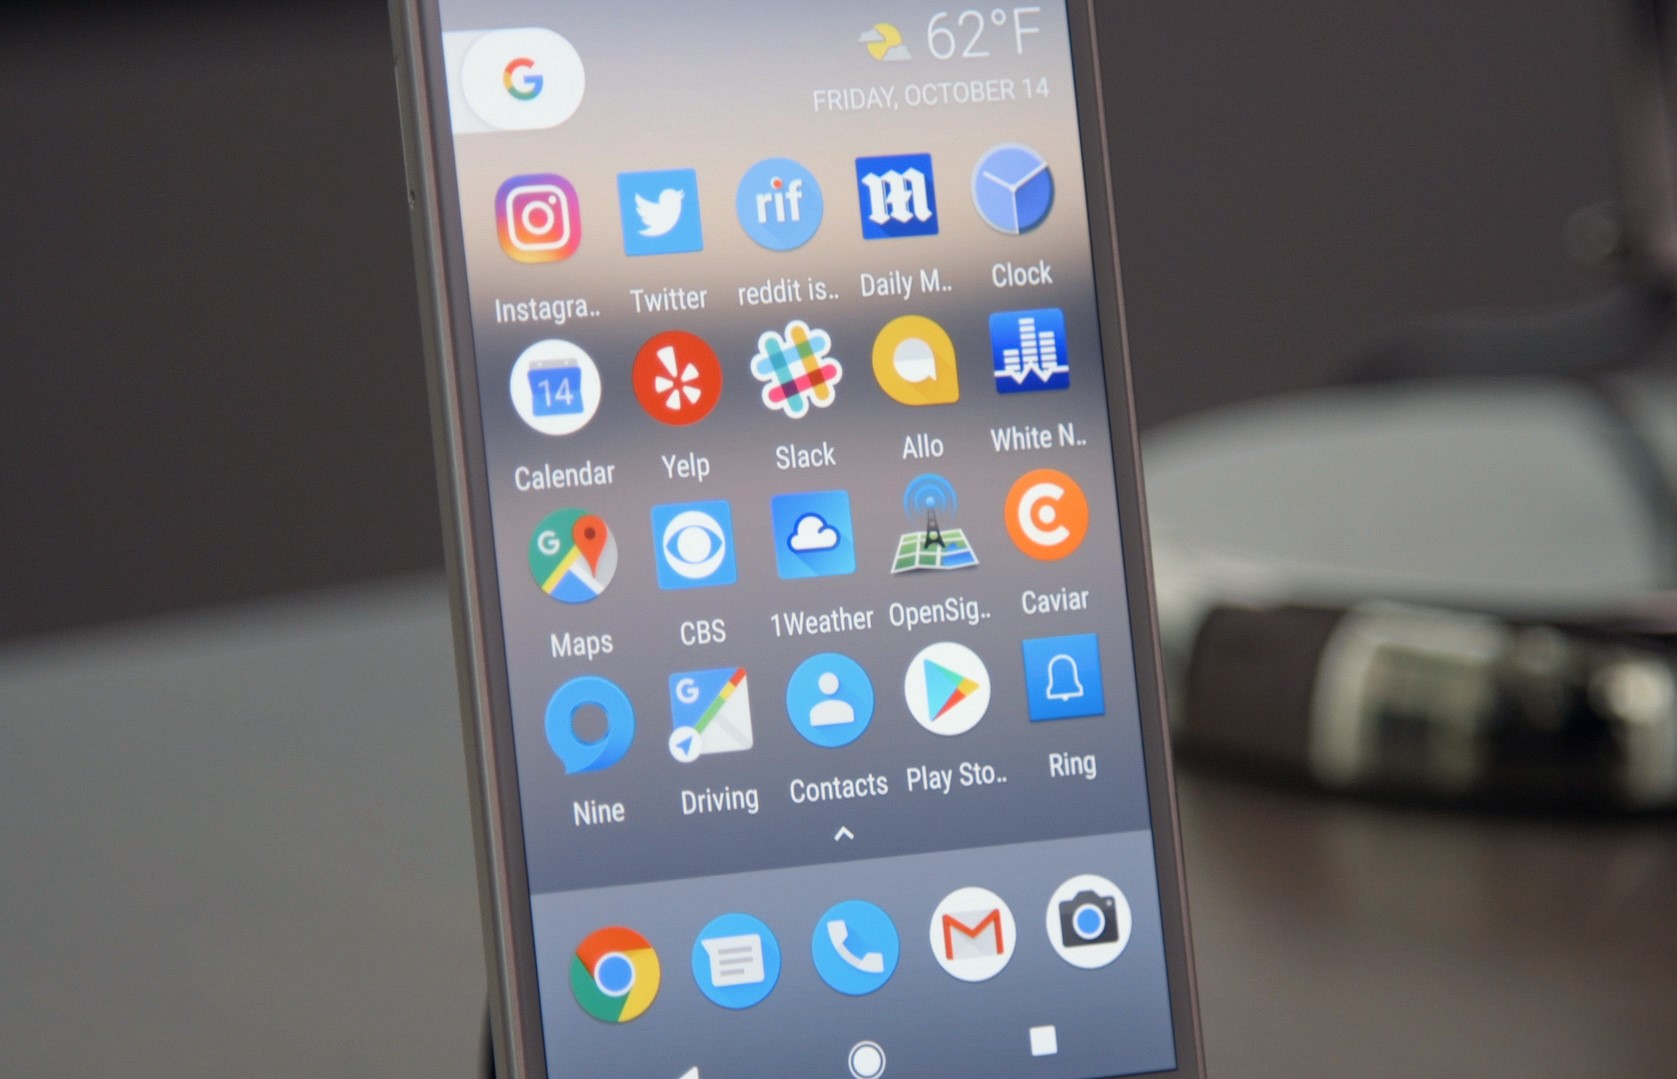 G
62°F
FRIDAY, OCTOBER 14
rif
Instagra.. Twitter reddit is.. Daily M.. Clock
14
Calendar Yelp Slack Allo White N..
G
Maps CBS 1Weather OpenSig.. Caviar
G
Nine Driving Contacts Play Sto.. Ring